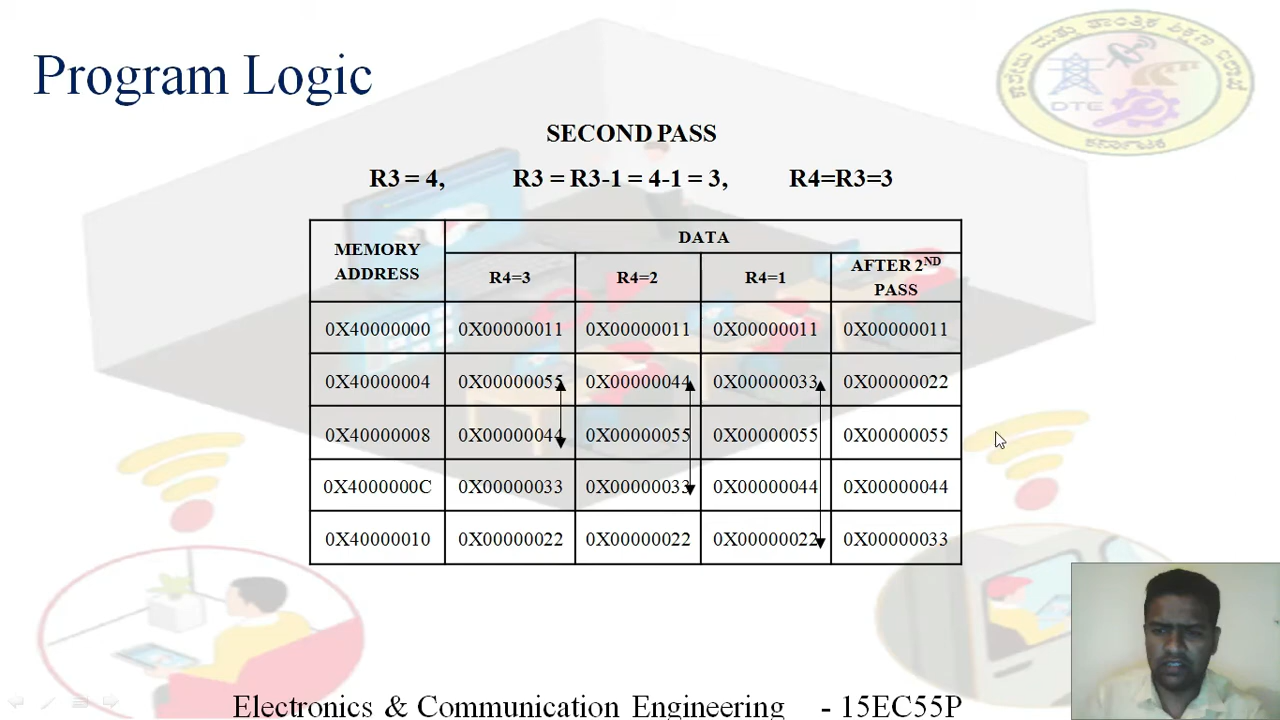 Program Logic
SECOND PASS
R3 = 4, R3 = R3-1 = 4-1 = 3, R4=R3=3
MEMORY ADDRESS DATA
R4=3 R4=2 R4=1 AFTER 2ND PASS
0X40000000 0X00000011 0X00000011 0X00000011 0X00000011
0X40000004 0X00000055 0X00000044 0X00000033 0X00000022
0X40000008 0X00000044 0X00000055 0X00000055 0X00000055
0X4000000C 0X00000033 0X00000033 0X00000044 0X00000044
0X40000010 0X00000022 0X00000022 0X00000022 0X00000033
DTE
Electronics & Communication Engineering - 15EC55P